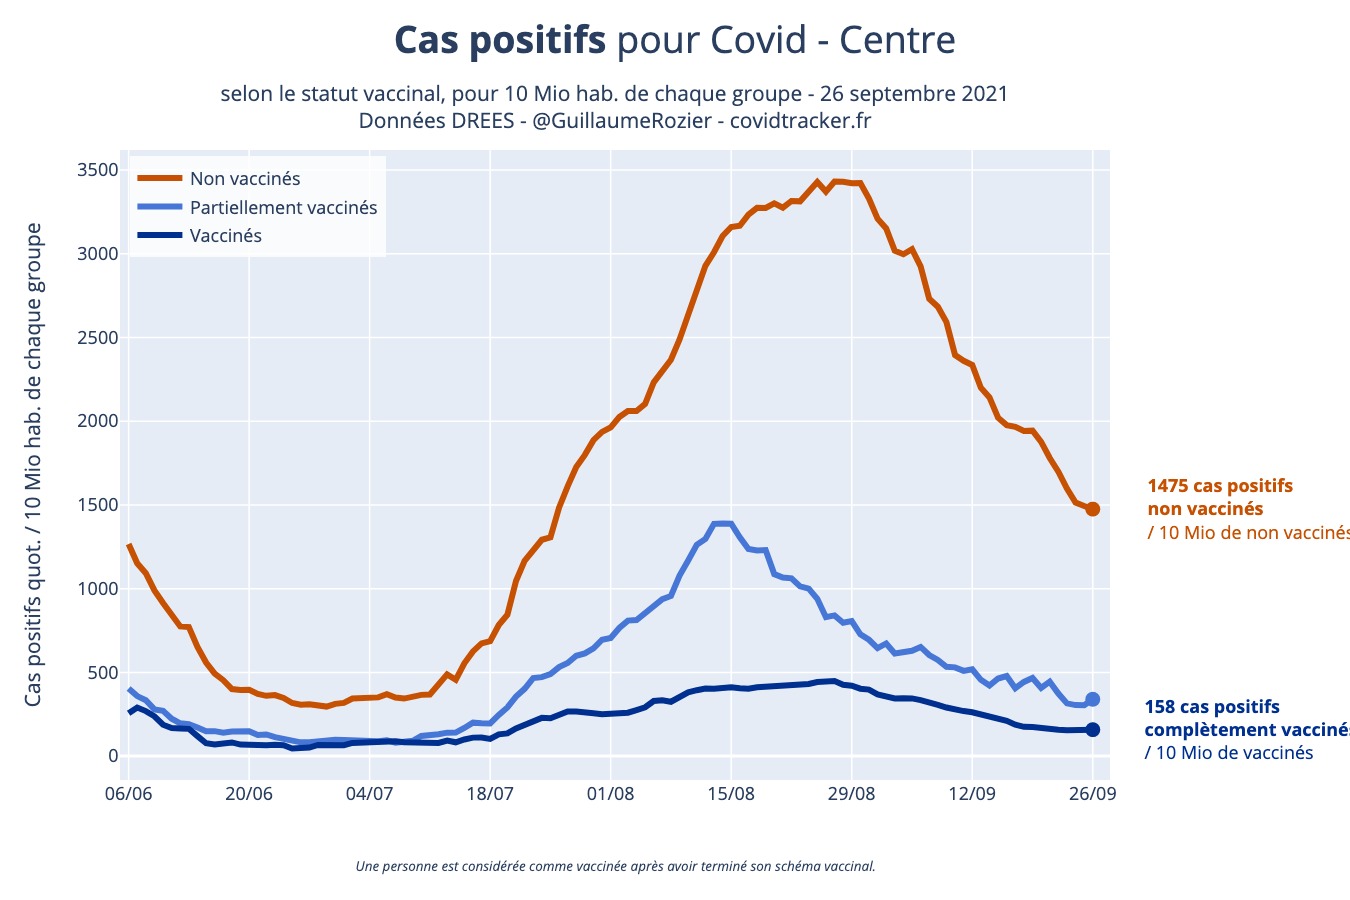 Cas positifs pour Covid - Centre
selon le statut vaccinal, pour 10 Mio hab. de chaque groupe - 26 septembre 2021
Données DREES - @GuillaumeRozier - covidtracker.fr
Cas positifs quot. / 10 Mio hab. de chaque groupe
Non vaccinés
Partiellement vaccinés
Vaccinés
3500
3000
2500
2000
1500
1000
500
0
06/06
20/06
04/07
18/07
01/08
15/08
29/08
12/09
26/09
1475 cas positifs
non vaccinés
/ 10 Mio de non vaccinés
158 cas positifs
complètement vaccinés
/ 10 Mio de vaccinés
Une personne est considérée comme vaccinée après avoir terminé son schéma vaccinal.